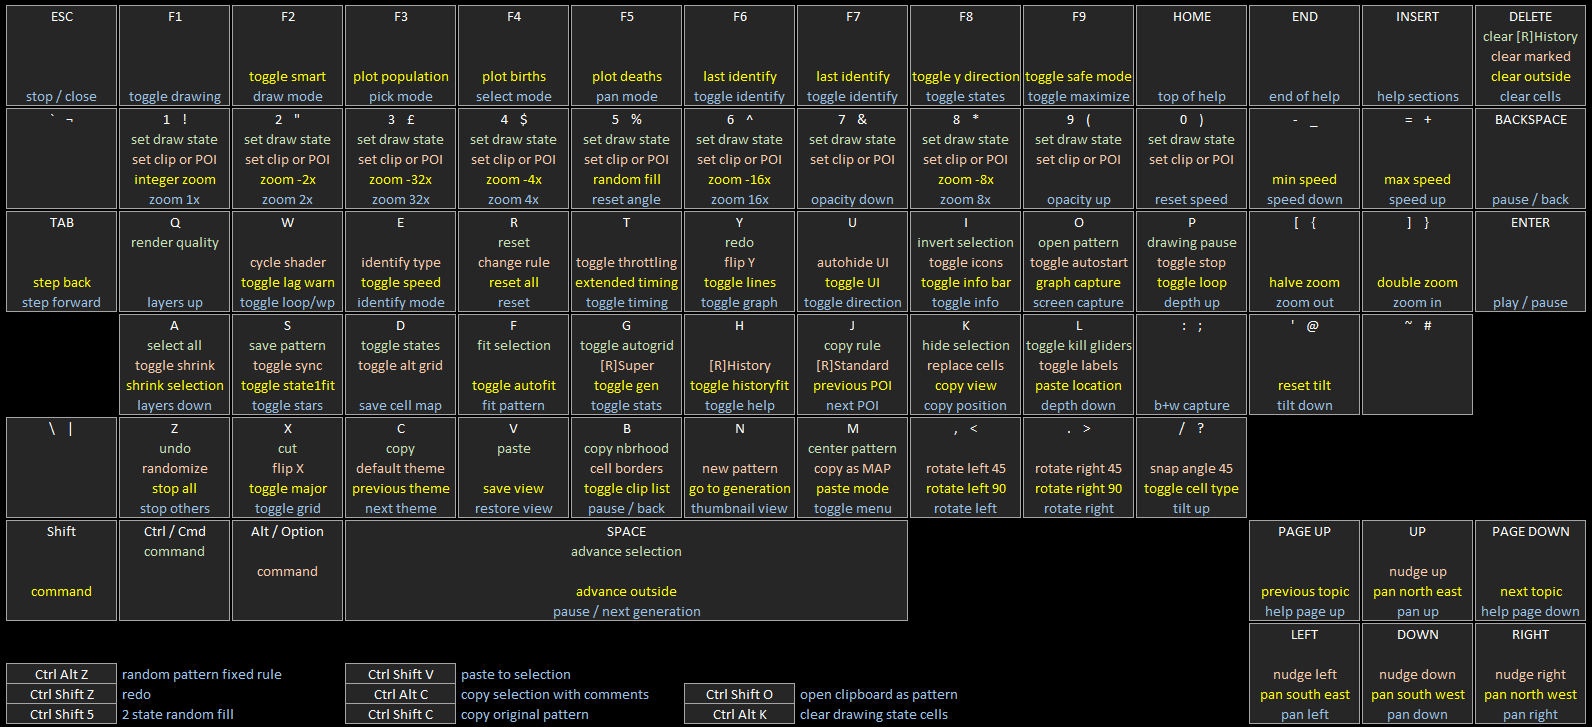 ESC
stop / close
F1
toggle drawing
F2
toggle smart
draw mode
F3
plot population
pick mode
F4
plot births
select mode
F5
plot deaths
pan mode
F6
last identify
toggle identify
F7
last identify
toggle identify
F8
toggle y direction
toggle states
F9
toggle safe mode
toggle maximize
HOME
top of help
END
end of help
INSERT
help sections
DELETE
clear [R]History
clear marked
clear outside
clear cells
` ¬
1 !
set draw state
set clip or POI
integer zoom
zoom 1x
2 "
set draw state
set clip or POI
zoom -2x
zoom 2x
3 £
set draw state
set clip or POI
zoom -32x
zoom 32x
4 $
set draw state
set clip or POI
zoom -4x
zoom 4x
5 %
set draw state
set clip or POI
random fill
reset angle
6 ^
set draw state
set clip or POI
zoom -16x
zoom 16x
7 &
set draw state
set clip or POI
opacity down
8 *
set draw state
set clip or POI
zoom -8x
zoom 8x
9 (
set draw state
set clip or POI
opacity up
0 )
set draw state
set clip or POI
reset speed
- _
min speed
speed down
= +
max speed
speed up
BACKSPACE
pause / back
TAB
step back
step forward
Q
render quality
layers up
W
cycle shader
toggle lag warn
toggle loop/wp
E
identify type
toggle speed
identify mode
R
reset
change rule
reset all
reset
T
toggle throttling
extended timing
toggle timing
Y
redo
flip Y
toggle lines
toggle graph
U
autohide UI
toggle UI
toggle direction
I
invert selection
toggle icons
toggle info bar
toggle info
O
open pattern
toggle autostart
graph capture
screen capture
P
drawing pause
toggle stop
toggle loop
depth up
[ {
halve zoom
zoom out
] }
double zoom
zoom in
ENTER
play / pause
A
select all
toggle shrink
shrink selection
layers down
S
save pattern
toggle sync
toggle state1fit
toggle stars
D
toggle states
toggle alt grid
save cell map
F
fit selection
toggle autofit
fit pattern
G
toggle autogrid
[R]Super
toggle gen
toggle stats
H
[R]History
toggle historyfit
toggle help
J
copy rule
[R]Standard
previous POI
next POI
K
hide selection
replace cells
copy view
copy position
L
toggle kill gliders
toggle labels
paste location
depth down
: ;
b+w capture
' @
reset tilt
tilt down
~ #
\ |
Z
undo
randomize
stop all
stop others
X
cut
flip X
toggle major
toggle grid
C
copy
default theme
previous theme
next theme
V
paste
save view
restore view
B
copy nbrhood
cell borders
toggle clip list
pause / back
N
new pattern
go to generation
thumbnail view
M
center pattern
copy as MAP
paste mode
toggle menu
, <
rotate left 45
rotate left 90
rotate left
. >
rotate right 45
rotate right 90
rotate right
/ ?
snap angle 45
toggle cell type
tilt up
Shift
command
Ctrl / Cmd
command
Alt / Option
command
SPACE
advance selection
advance outside
pause / next generation
PAGE UP
previous topic
help page up
UP
nudge up
pan north east
pan up
PAGE DOWN
next topic
help page down
LEFT
nudge left
pan south east
pan left
DOWN
nudge down
pan south west
pan down
RIGHT
nudge right
pan north west
pan right
Ctrl Alt Z random pattern fixed rule
Ctrl Shift Z redo
Ctrl Shift 5 2 state random fill
Ctrl Shift V paste to selection
Ctrl Alt C copy selection with comments
Ctrl Shift C copy original pattern
Ctrl Shift O open clipboard as pattern
Ctrl Alt K clear drawing state cells